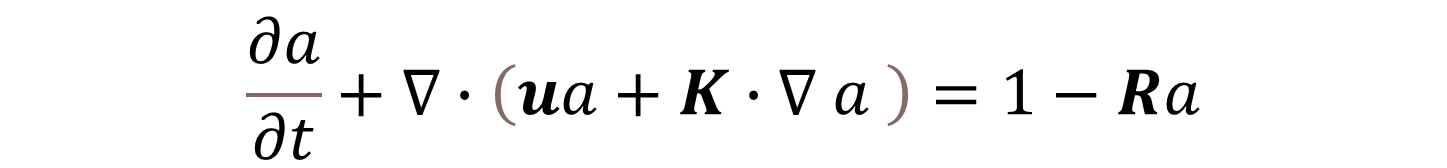 ∂a/∂t + ∇ · (ua + K · ∇ a ) = 1 − Ra